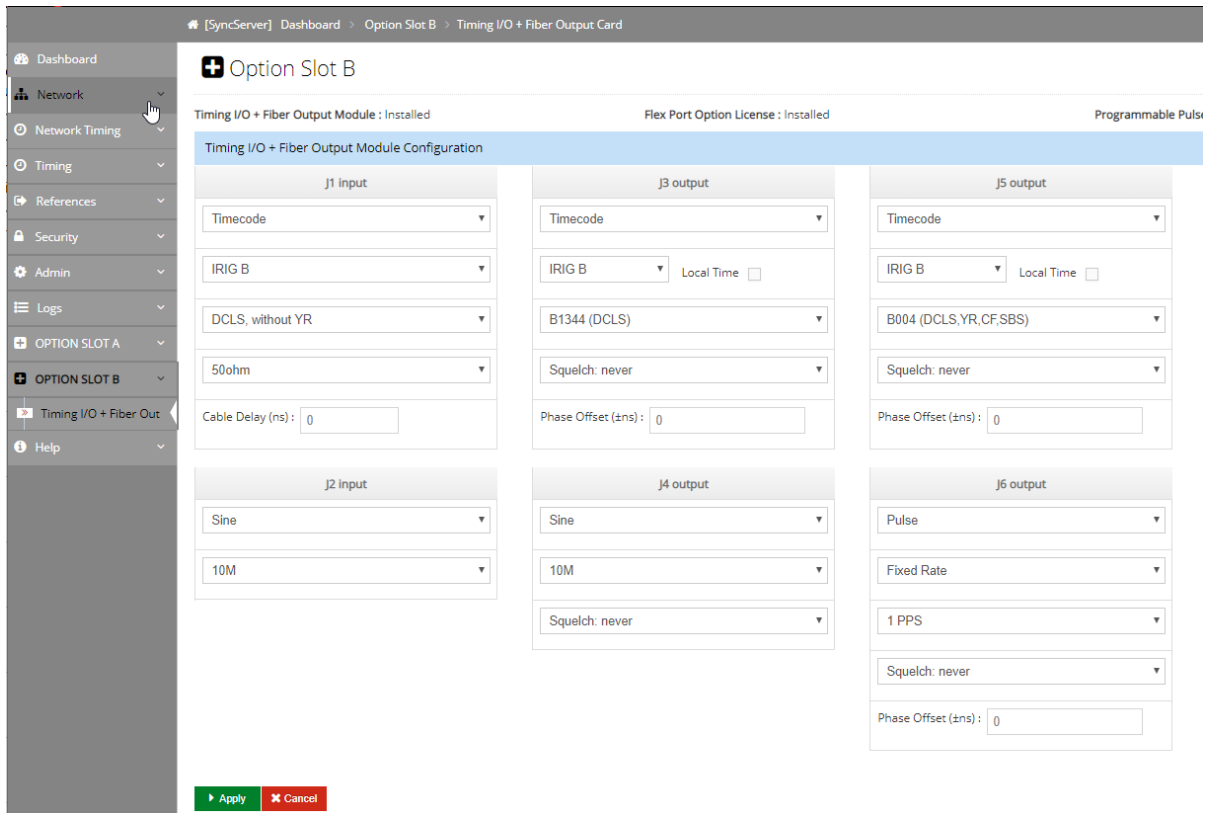 [SyncServer] Dashboard > Option Slot B > Timing I/O + Fiber Output Card
Dashboard
Network
Network Timing
Timing
References
Security
Admin
Logs
OPTION SLOT A
OPTION SLOT B
Timing I/O + Fiber Out
Help
Option Slot B
Timing I/O + Fiber Output Module : Installed Flex Port Option License : Installed Programmable Pulse
Timing I/O + Fiber Output Module Configuration
J1 input
Timecode
IRIG B
DCLS, without YR
50ohm
Cable Delay (ns) : 0
J3 output
Timecode
IRIG B Local Time
B1344 (DCLS)
Squelch: never
Phase Offset (±ns) : 0
J5 output
Timecode
IRIG B Local Time
B004 (DCLS,YR,CF,SBS)
Squelch: never
Phase Offset (±ns) : 0
J2 input
Sine
10M
J4 output
Sine
10M
Squelch: never
J6 output
Pulse
Fixed Rate
1 PPS
Squelch: never
Phase Offset (±ns) : 0
Apply Cancel